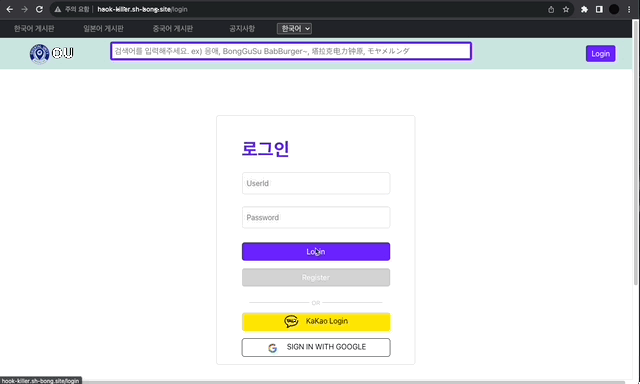 주의 요함 | hook-killer.sh-bong.site/login
한국어 게시판 일본어 게시판 중국어 게시판 공지사항 한국어
O.U
검색어를 입력해주세요. ex) 응애, BongGuSu BabBurger~, 塔拉克电力钟原, モヤメルンダ
Login
로그인
UserId
Password
Login
Register
OR
KaKao Login
SIGN IN WITH GOOGLE
hook-killer.sh-bong.site/login